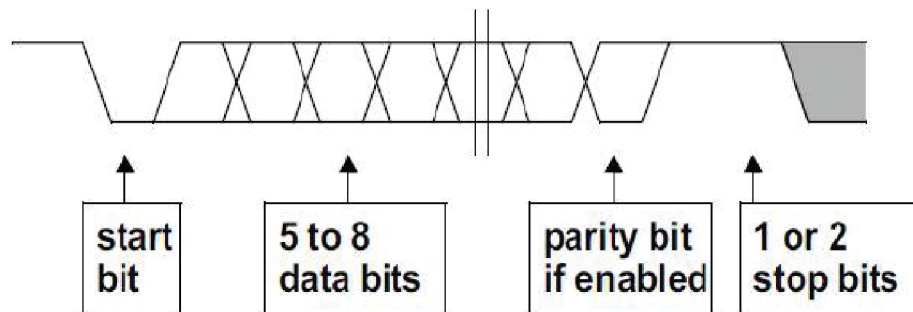 start
bit
5 to 8
data bits
parity bit
if enabled
1 or 2
stop bits